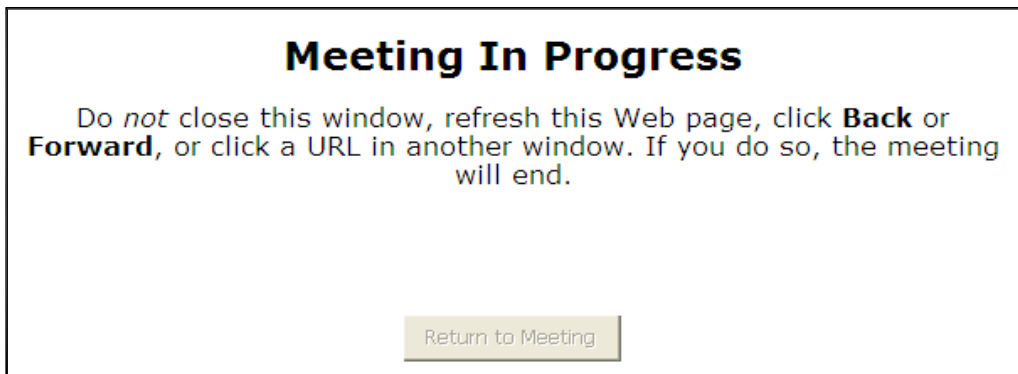 Meeting In Progress
Do not close this window, refresh this Web page, click Back or
Forward, or click a URL in another window. If you do so, the meeting
will end.
Return to Meeting